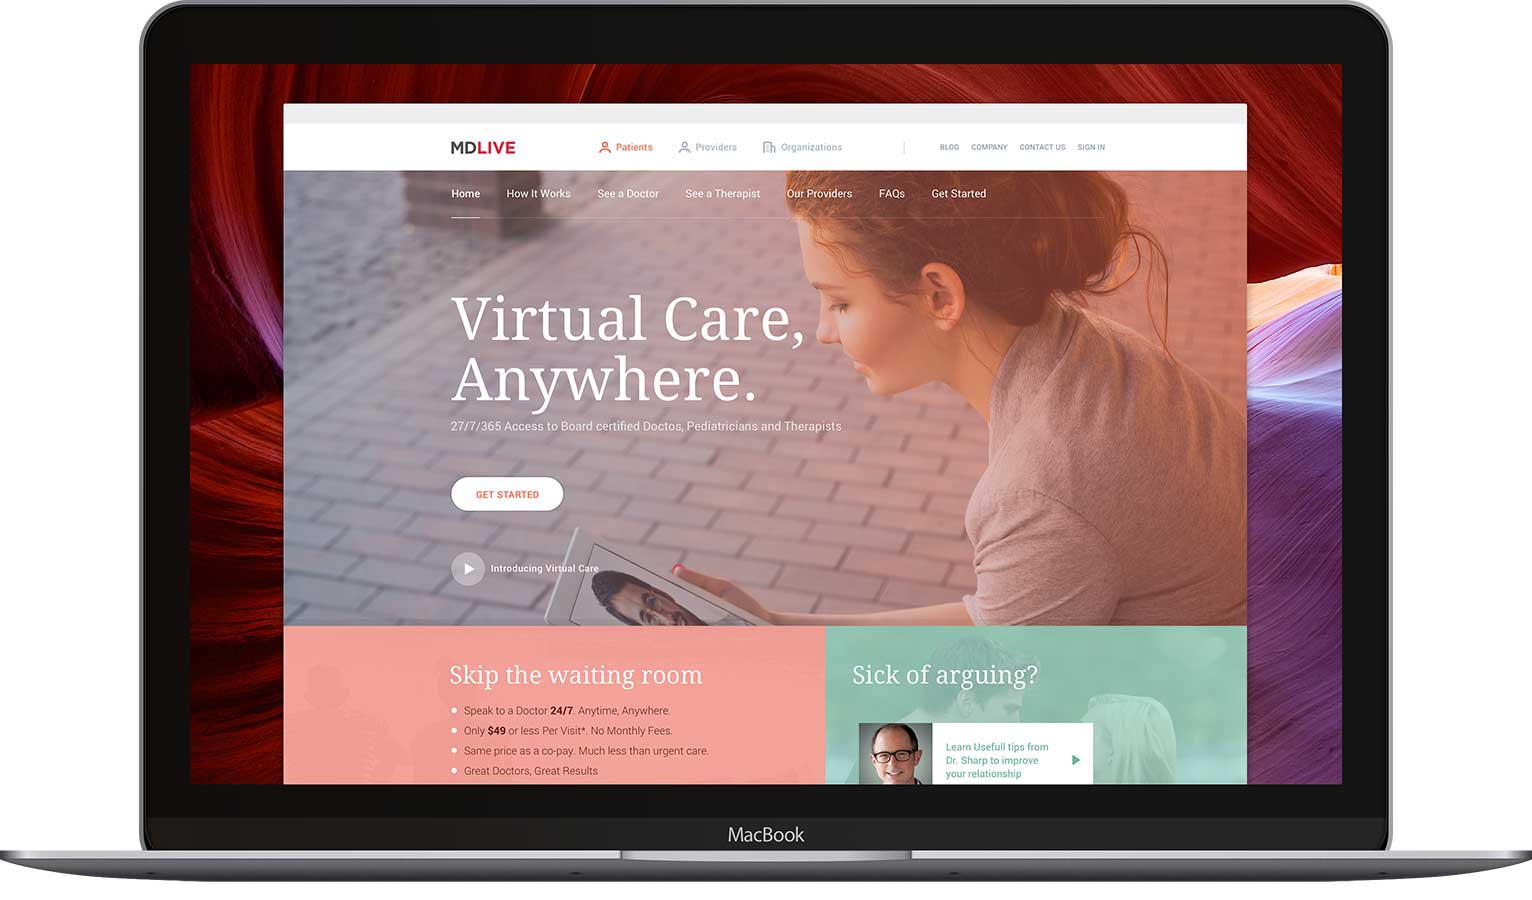 MDLIVE
Patients
Providers
Organizations
BLOG
COMPANY
CONTACT US
SIGN IN
Home
How It Works
See a Doctor
See a Therapist
Our Providers
FAQs
Get Started
Virtual Care,
Anywhere.
27/7/365 Access to Board certified Doctos, Pediatricians and Therapists
GET STARTED
Introducing Virtual Care
Skip the waiting room
Speak to a Doctor 24/7. Anytime, Anywhere.
Only $49 or less Per Visit*. No Monthly Fees.
Same price as a co-pay. Much less than urgent care.
Great Doctors, Great Results
Sick of arguing?
Learn Usefull tips from
Dr. Sharp to improve
your relationship
MacBook